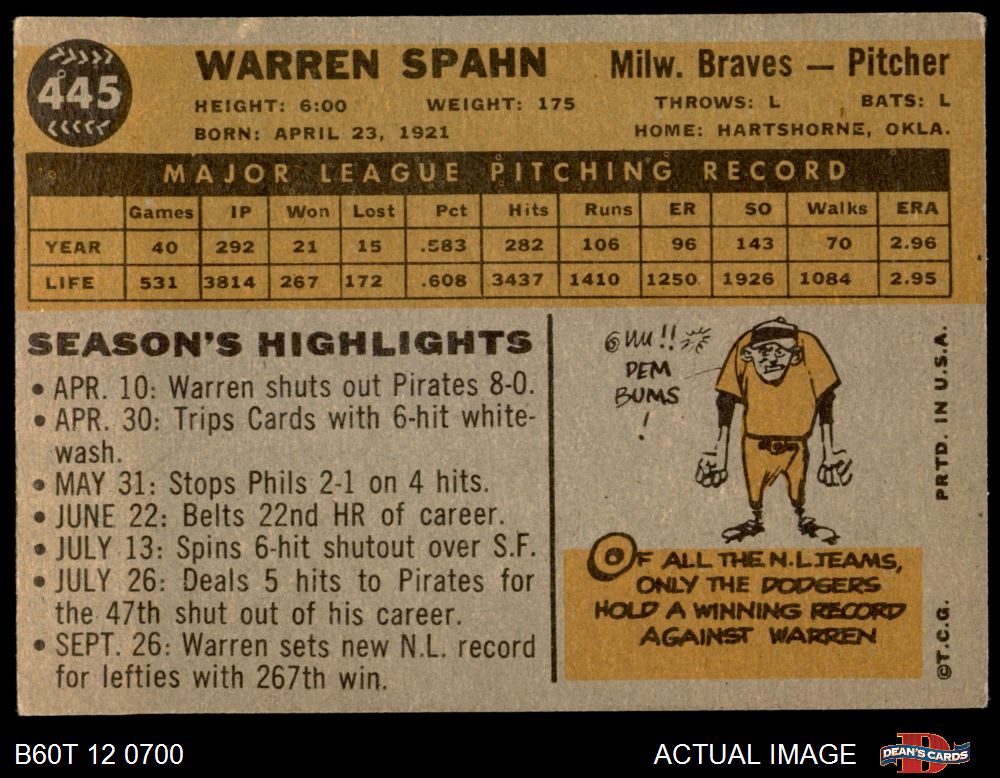 445
WARREN SPAHN Milw. Braves — Pitcher
HEIGHT: 6:00 WEIGHT: 175 THROWS: L BATS: L
BORN: APRIL 23, 1921 HOME: HARTSHORNE, OKLA.
MAJOR LEAGUE PITCHING RECORD
Games IP Won Lost Pct Hits Runs ER SO Walks ERA
YEAR 40 292 21 15 .583 282 106 96 143 70 2.96
LIFE 531 3814 267 172 .608 3437 1410 1250 1926 1084 2.95
SEASON'S HIGHLIGHTS
• APR. 10: Warren shuts out Pirates 8-0.
• APR. 30: Trips Cards with 6-hit white-
wash.
• MAY 31: Stops Phils 2-1 on 4 hits.
• JUNE 22: Belts 22nd HR of career.
• JULY 13: Spins 6-hit shutout over S.F.
• JULY 26: Deals 5 hits to Pirates for
the 47th shut out of his career.
• SEPT. 26: Warren sets new N.L. record
for lefties with 267th win.
!!
DEM
BUMS
!
OF ALL THE N.L. TEAMS,
ONLY THE DODGERS
HOLD A WINNING RECORD
AGAINST WARREN
PRTD. IN U.S.A.
©T.C.G.
B60T 12 0700
ACTUAL IMAGE
D
DEAN'S CARDS